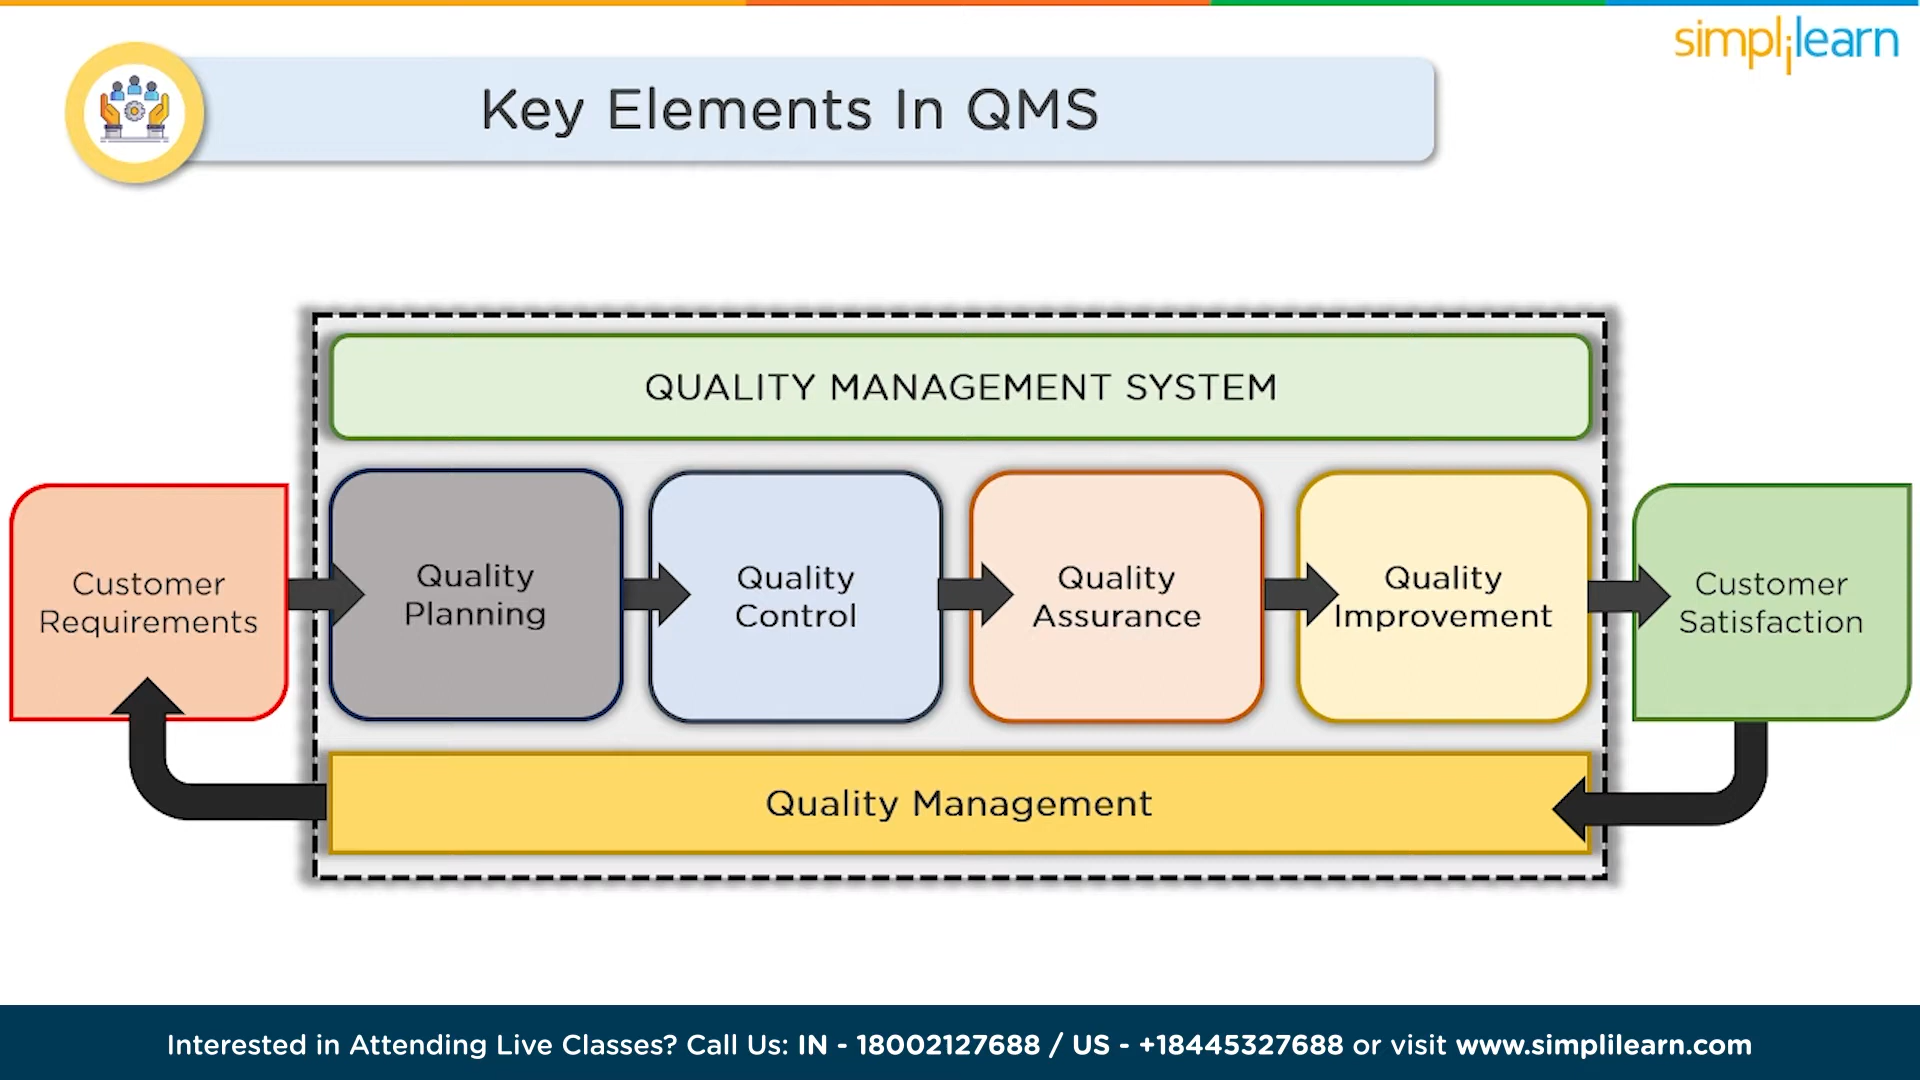 simplilearn
Key Elements In QMS
QUALITY MANAGEMENT SYSTEM
Customer
Requirements
Quality
Planning
Quality
Control
Quality
Assurance
Quality
Improvement
Customer
Satisfaction
Quality Management
Interested in Attending Live Classes? Call Us: IN - 18002127688 / US - +18445327688 or visit www.simplilearn.com